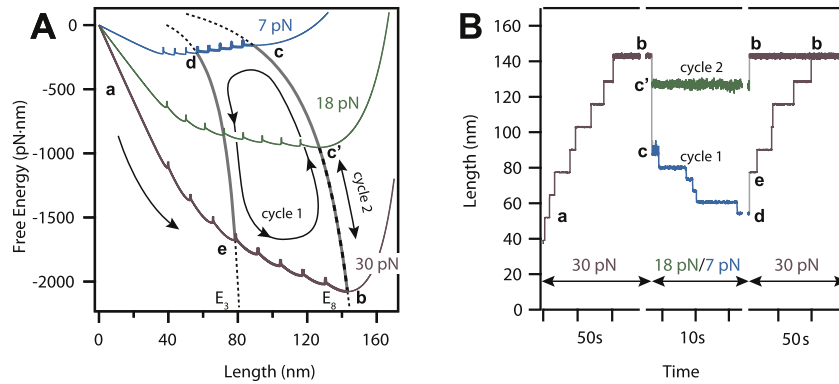 A
7 pN
d
c
a
18 pN
c'
cycle 1
cycle 2
e
30 pN
E3
E8
b
0
-500
-1000
-1500
-2000
Free Energy (pN·nm)
0
40
80
120
160
Length (nm)
B
b
b
b
cycle 2
c'
c
cycle 1
a
d
e
30 pN
18 pN/7 pN
30 pN
160
140
120
100
80
60
40
20
0
Length (nm)
50s
10s
50s
Time